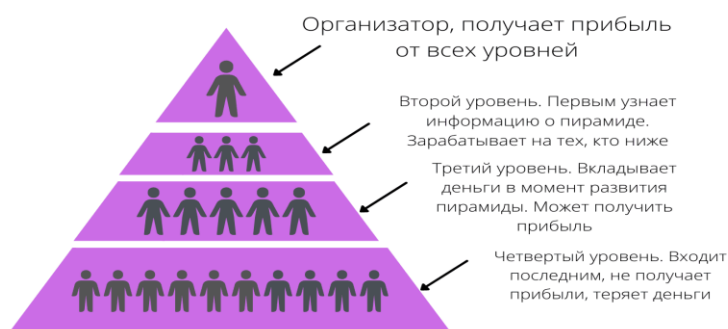 Организатор, получает прибыль
от всех уровней
Второй уровень. Первым узнает
информацию о пирамиде.
Зарабатывает на тех, кто ниже
Третий уровень. Вкладывает
деньги в момент развития
пирамиды. Может получить
прибыль
Четвертый уровень. Входит
последним, не получает
прибыли, теряет деньги